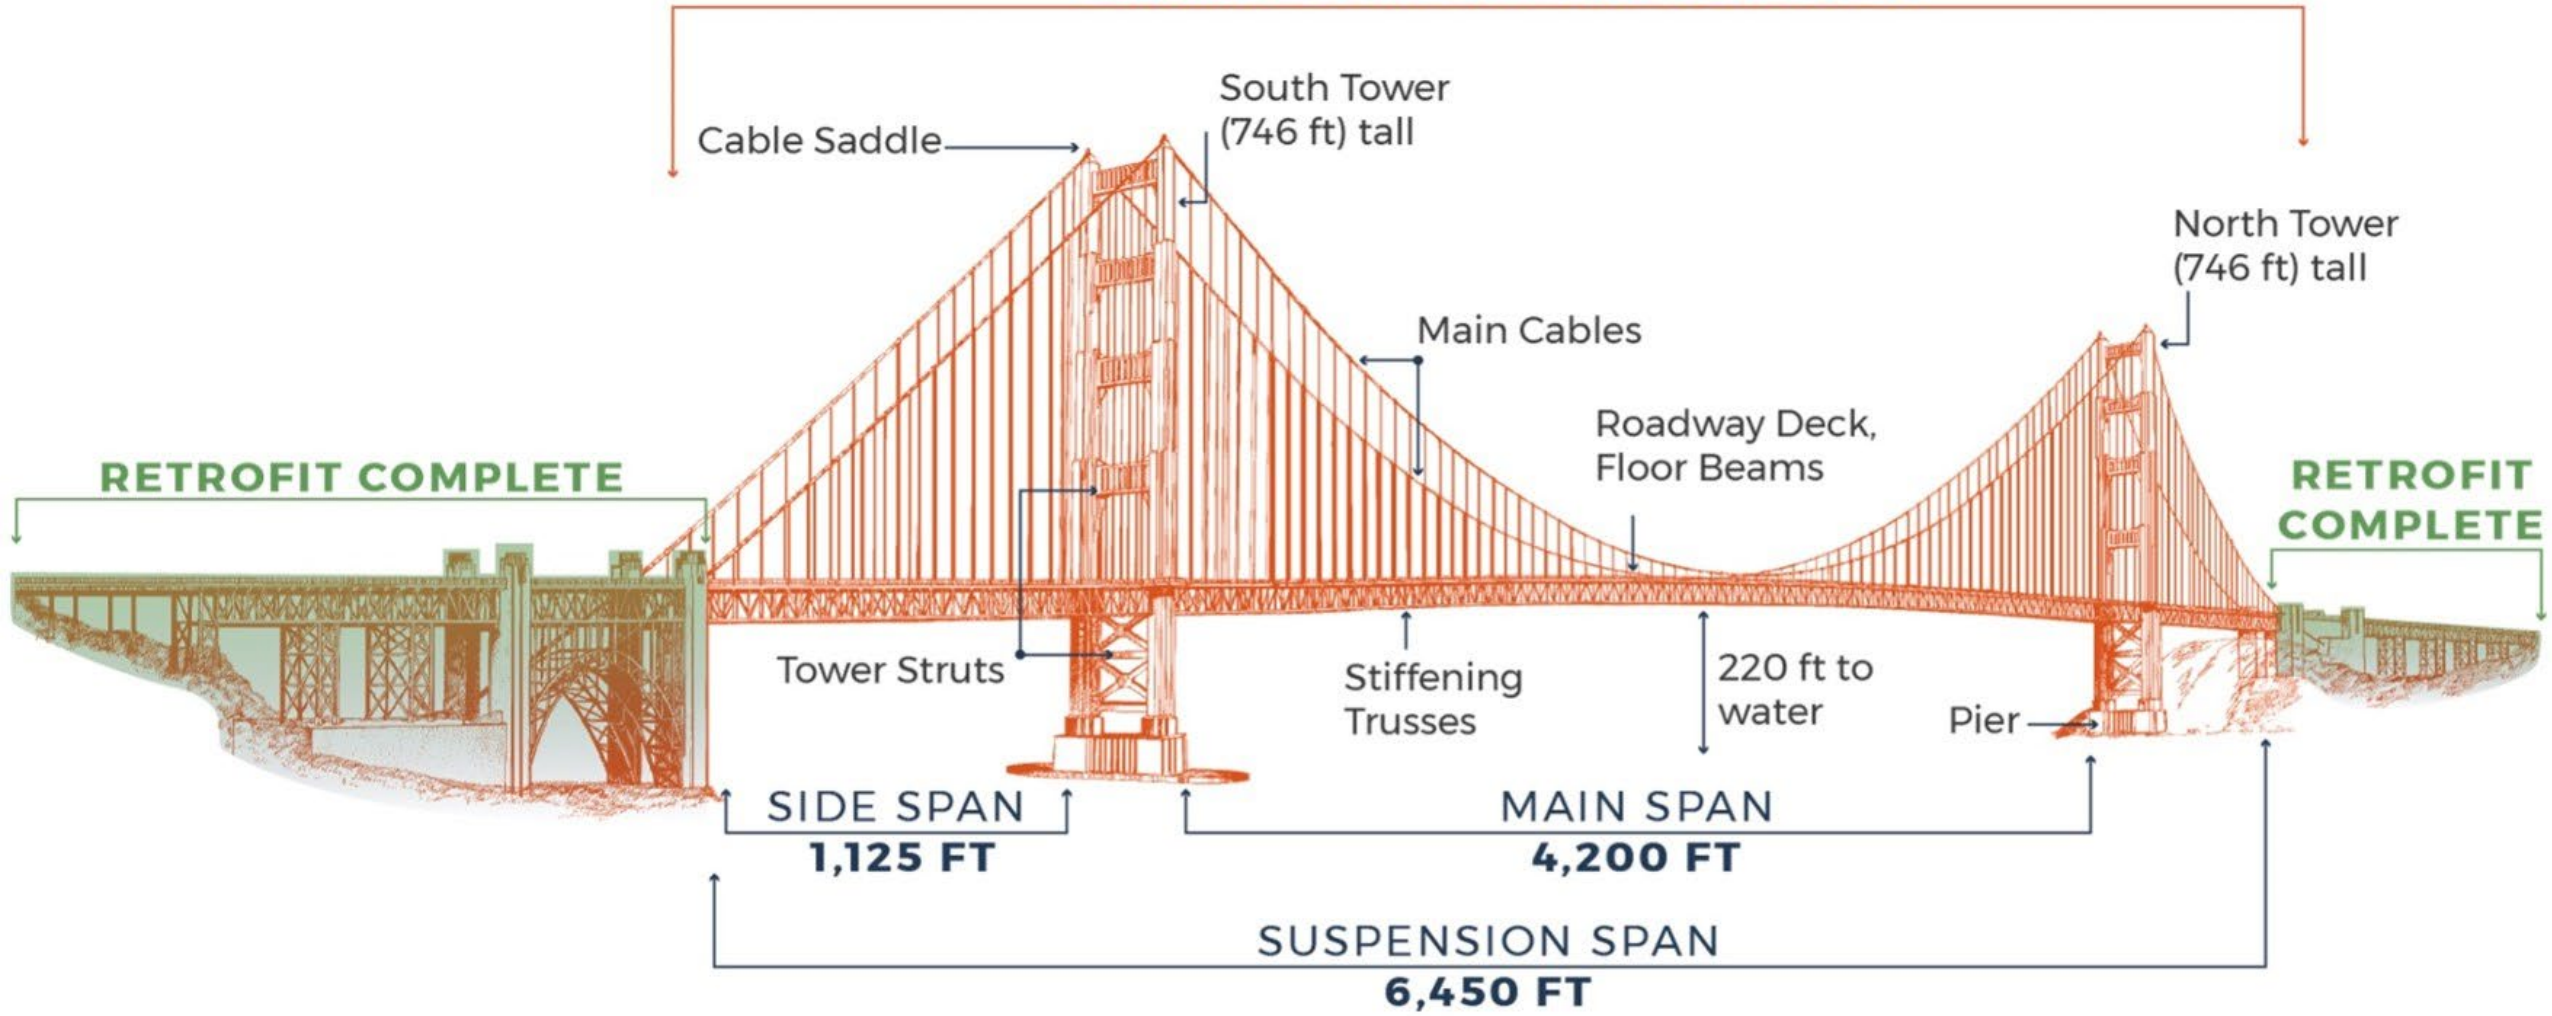 South Tower
(746 ft) tall
Cable Saddle
North Tower
(746 ft) tall
Main Cables
Roadway Deck,
Floor Beams
RETROFIT COMPLETE
RETROFIT
COMPLETE
Tower Struts
Stiffening
Trusses
220 ft to
water
Pier
SIDE SPAN
1,125 FT
MAIN SPAN
4,200 FT
SUSPENSION SPAN
6,450 FT